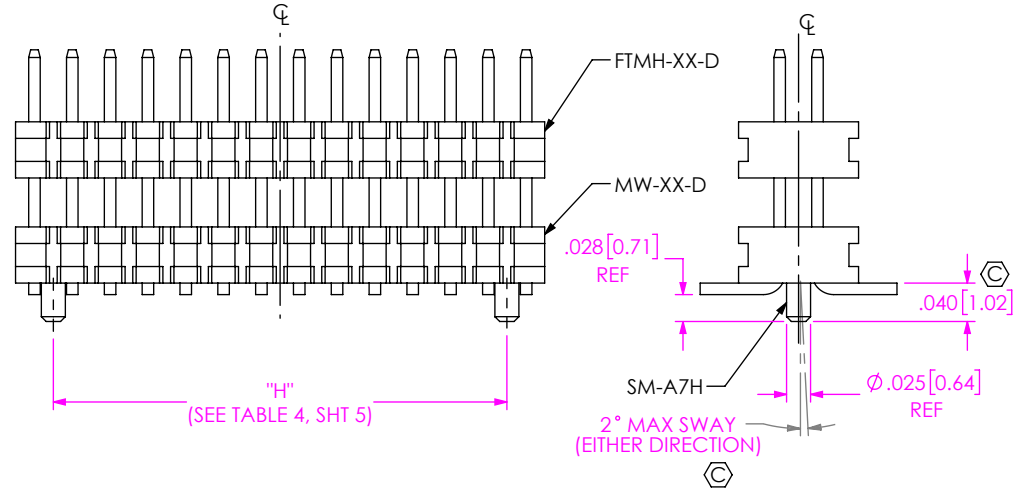 ℄
℄
FTMH-XX-D
MW-XX-D
.028[0.71]
REF
C
.040[1.02]
"H"
(SEE TABLE 4, SHT 5)
SM-A7H
Ø.025[0.64]
REF
2° MAX SWAY
(EITHER DIRECTION)
C